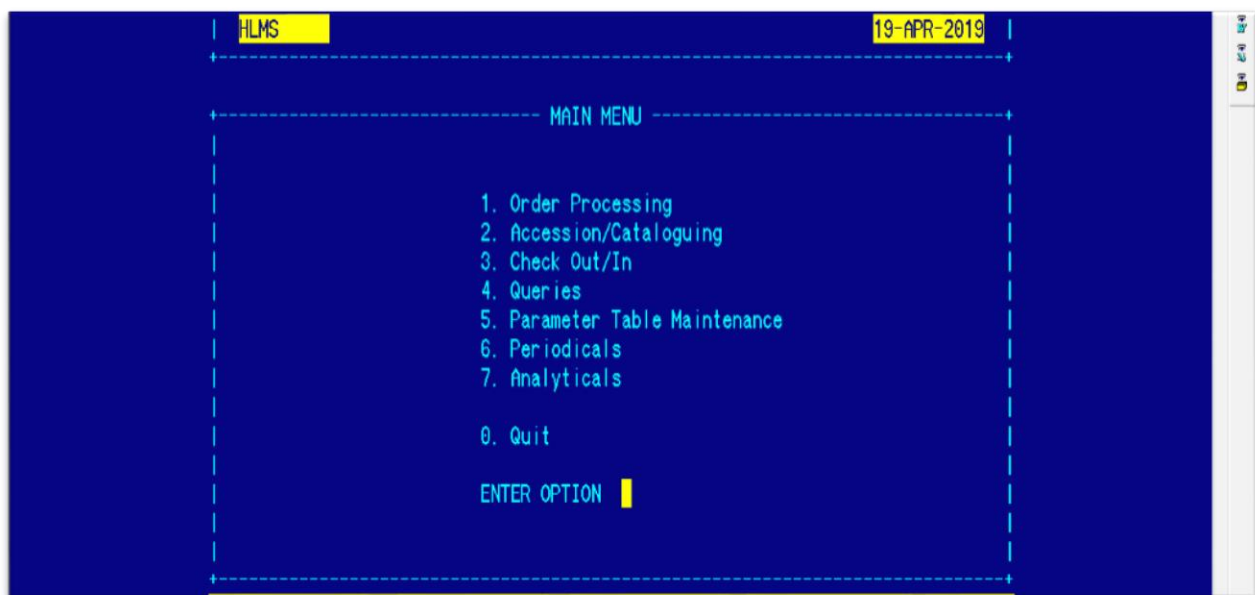 HLMS 19-APR-2019
MAIN MENU
1. Order Processing
2. Accession/Cataloguing
3. Check Out/In
4. Queries
5. Parameter Table Maintenance
6. Periodicals
7. Analyticals
0. Quit
ENTER OPTION